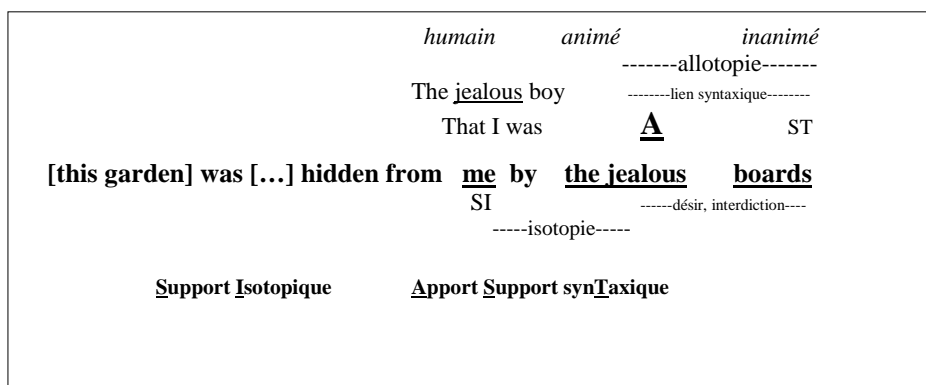 humain animé inanimé
-------allotopie-------
The jealous boy --------lien syntaxique--------
That I was A ST
[this garden] was […] hidden from me by the jealous boards
SI ------désir, interdiction----
-----isotopie-----
Support Isotopique Apport Support synTaxique